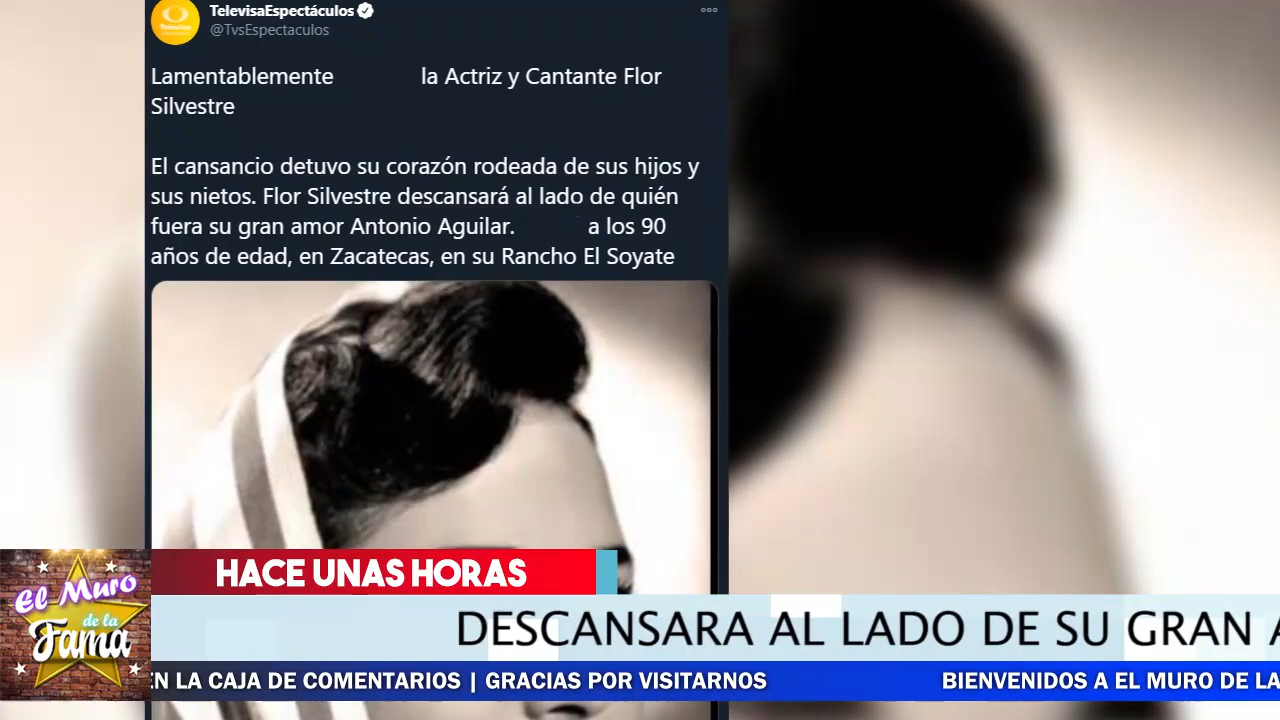 TelevisaEspectáculos
@TvsEspectaculos
Lamentablemente la Actriz y Cantante Flor
Silvestre
El cansancio detuvo su corazón rodeada de sus hijos y
sus nietos. Flor Silvestre descansará al lado de quién
fuera su gran amor Antonio Aguilar. a los 90
años de edad, en Zacatecas, en su Rancho El Soyate
HACE UNAS HORAS
El Muro
de la
Fama
DESCANSARA AL LADO DE SU GRAN
EN LA CAJA DE COMENTARIOS | GRACIAS POR VISITARNOS BIENVENIDOS A EL MURO DE LA